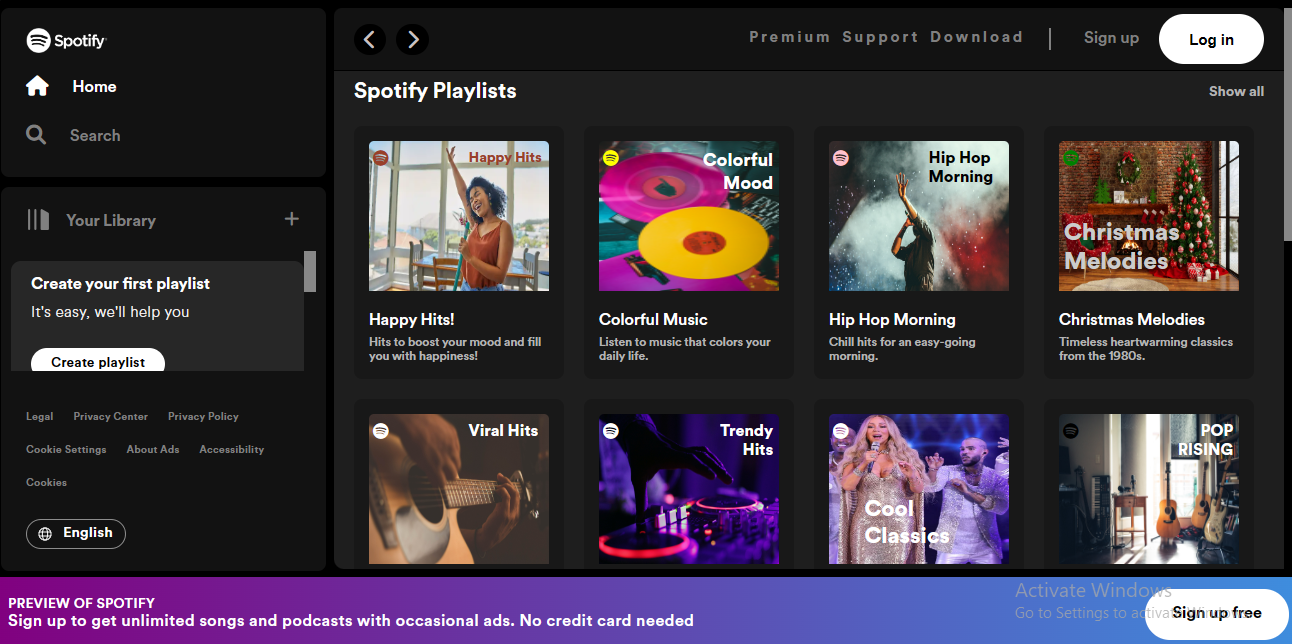 Spotify
Home
Search
Your Library
Create your first playlist
It's easy, we'll help you
Create playlist
Legal Privacy Center Privacy Policy
Cookie Settings About Ads Accessibility
Cookies
English
Premium Support Download Sign up Log in
Spotify Playlists
Show all
Happy Hits
Happy Hits!
Hits to boost your mood and fill
you with happiness!
Colorful
Mood
Colorful Music
Listen to music that colors your
daily life.
Hip Hop
Morning
Hip Hop Morning
Chill hits for an easy-going
morning.
Christmas
Melodies
Christmas Melodies
Timeless heartwarming classics
from the 1980s.
Viral Hits
Trendy
Hits
Cool
Classics
POP
RISING
PREVIEW OF SPOTIFY
Sign up to get unlimited songs and podcasts with occasional ads. No credit card needed
Activate Windows
Go to Settings to activate Windows.
Sign up free